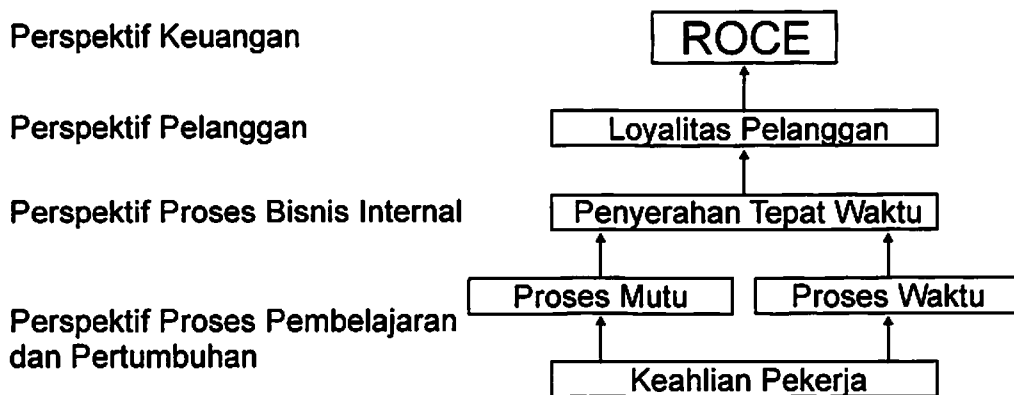 Perspektif Keuangan
ROCE
Perspektif Pelanggan
Loyalitas Pelanggan
Perspektif Proses Bisnis Internal
Penyerahan Tepat Waktu
Proses Mutu
Proses Waktu
Perspektif Proses Pembelajaran
dan Pertumbuhan
Keahlian Pekerja